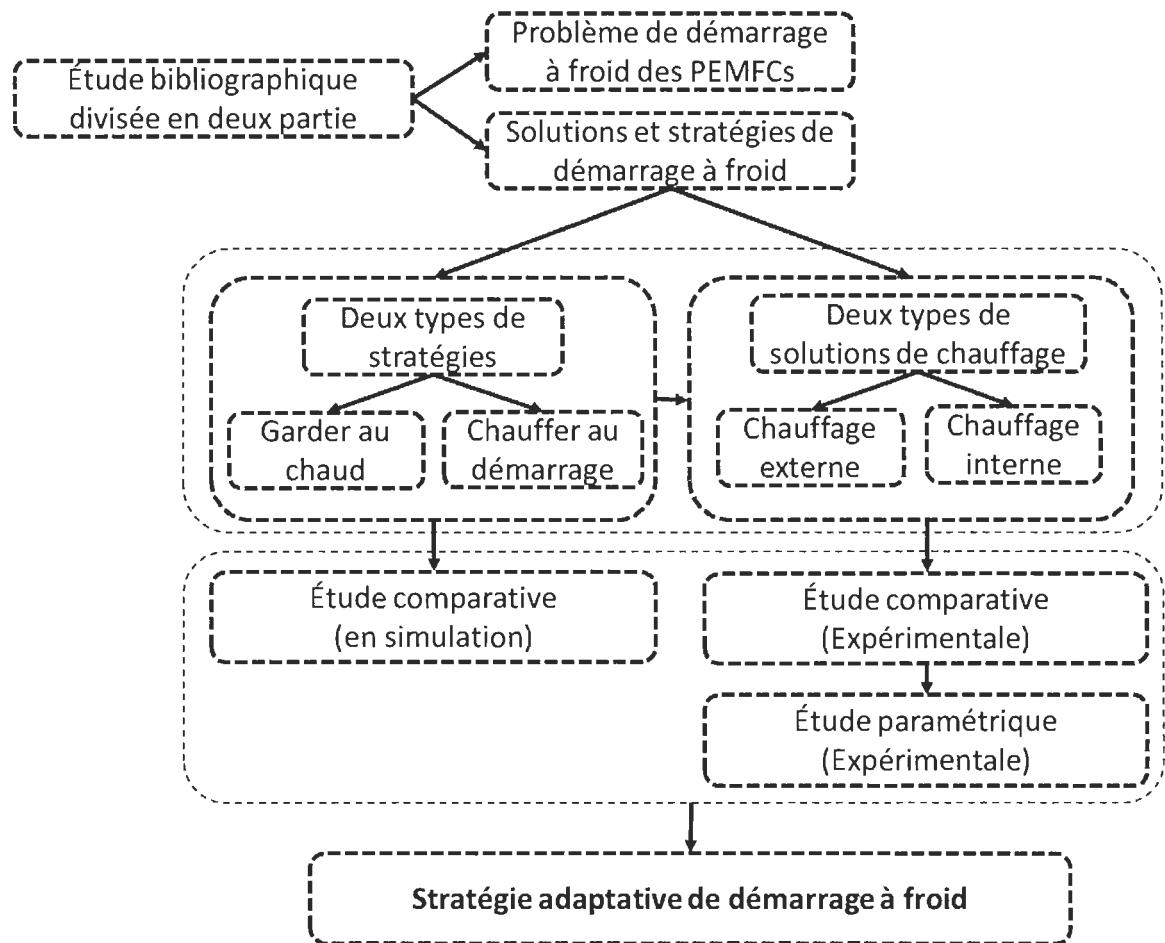 Problème de démarrage
à froid des PEMFCs
Étude bibliographique
divisée en deux partie
Solutions et stratégies de
démarrage à froid
Deux types de
stratégies
Garder au
chaud
Chauffer au
démarrage
Deux types de
solutions de chauffage
Chauffage
externe
Chauffage
interne
Étude comparative
(en simulation)
Étude comparative
(Expérimentale)
Étude paramétrique
(Expérimentale)
Stratégie adaptative de démarrage à froid